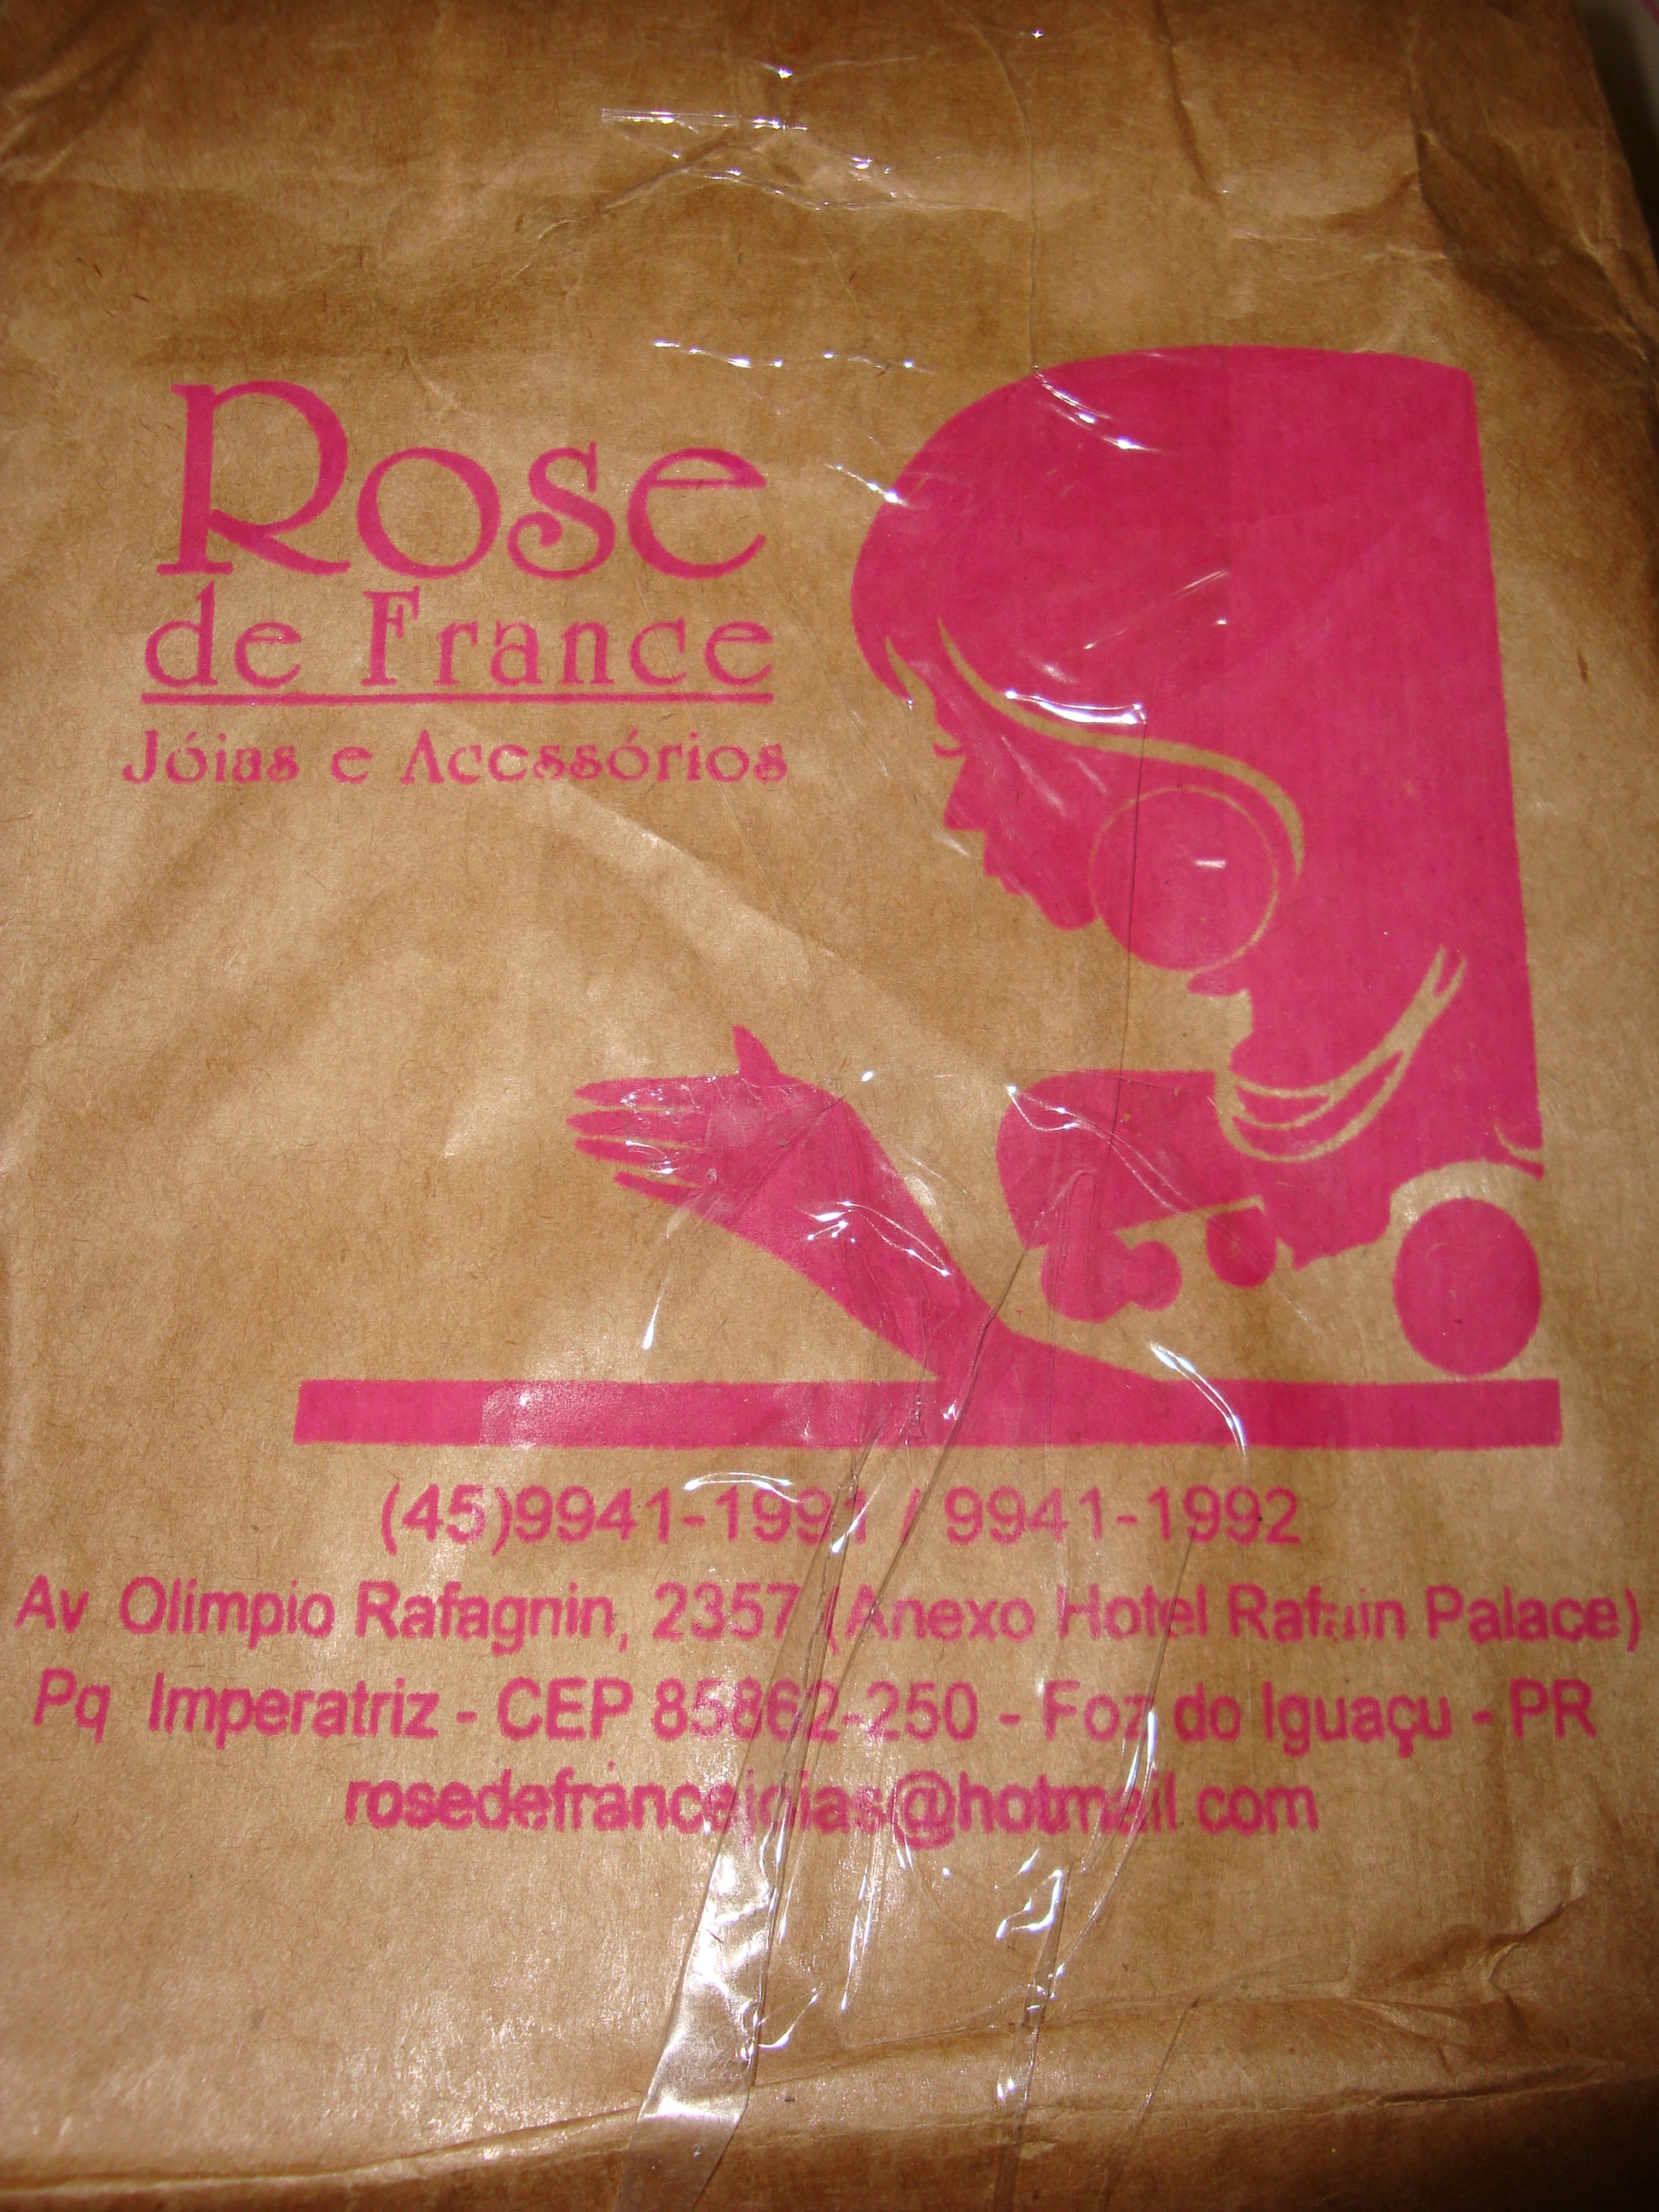 Rose
de France
Jóias e Acessórios
(45)9941-1991 / 9941-1992
Av Olimpio Rafagnin, 2357 (Anexo Hotel Rafain Palace)
Pq Imperatriz - CEP 85862-250 - Foz do Iguaçu - PR
rosedefrancejoias@hotmail.com